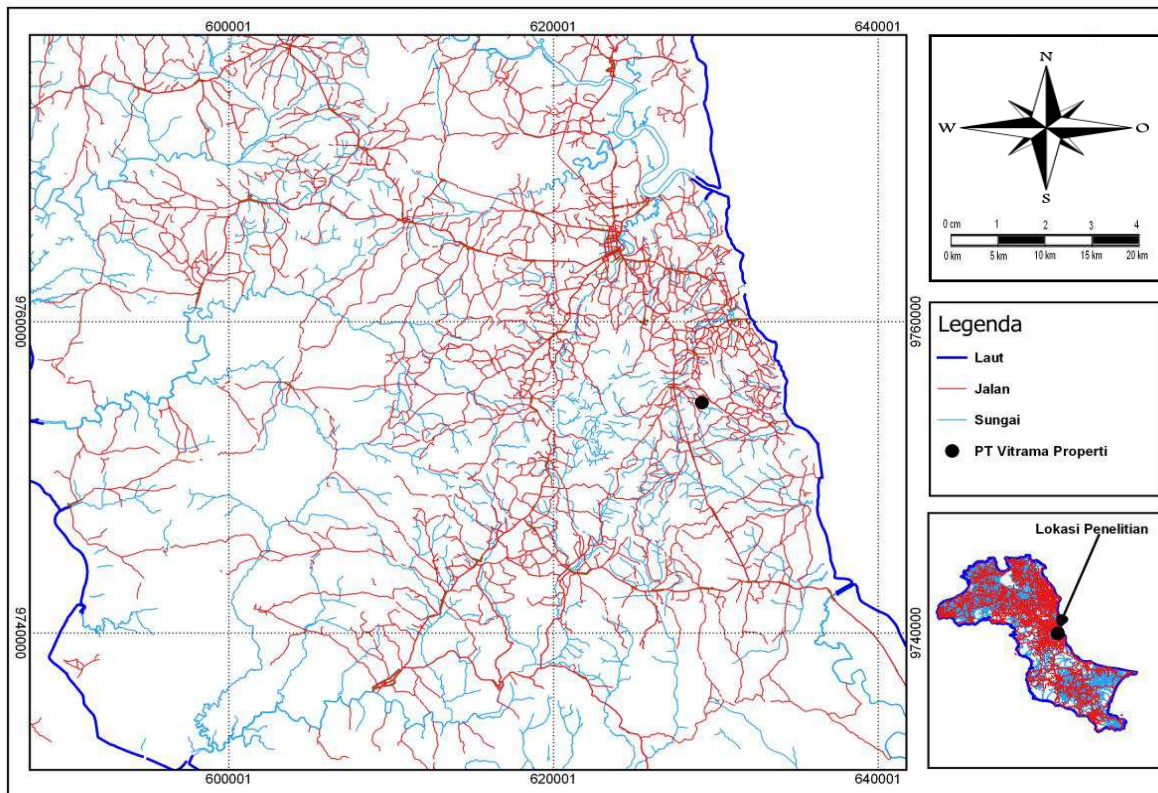 600001 620001 640001
9760000 9760000
9740000 9740000
600001 620001 640001
N
W O
S
0 cm 1 2 3 4
0 km 5 km 10 km 15 km 20 km
Legenda
Laut
Jalan
Sungai
PT Vitrama Properti
Lokasi Penelitian